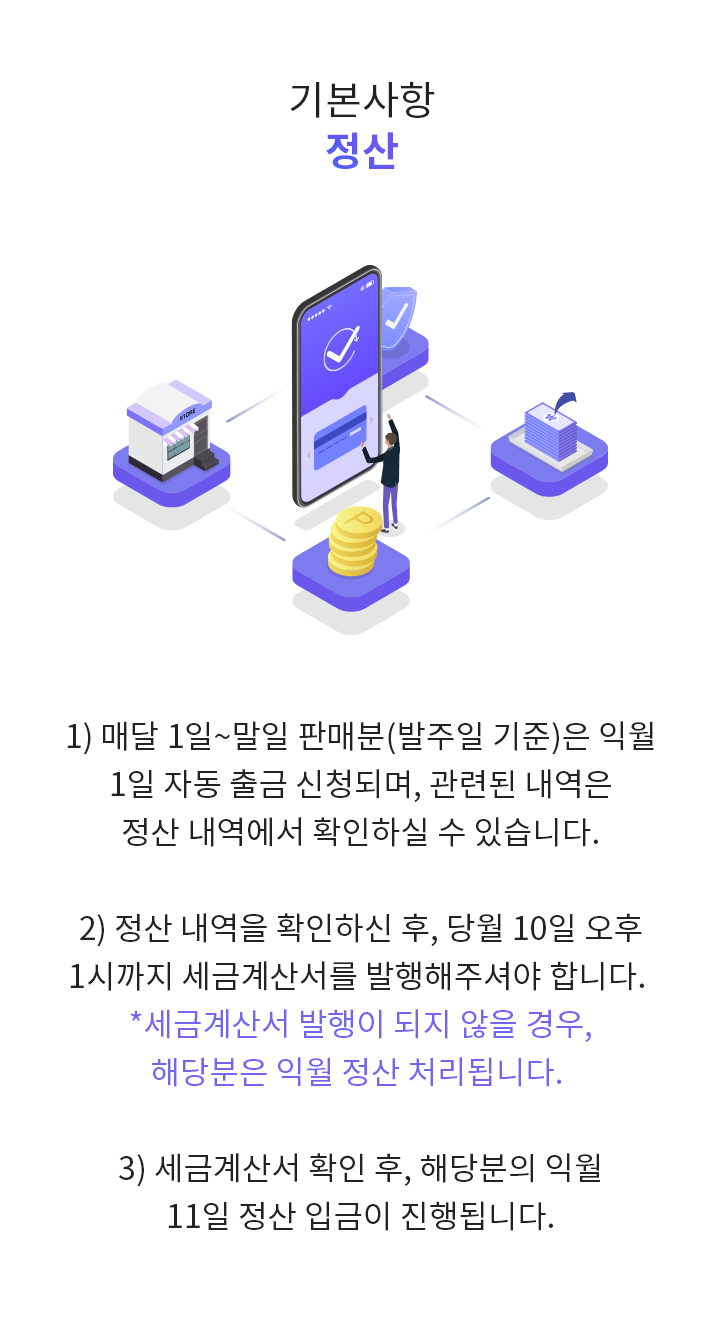 기본사항
정산
STORE
1) 매달 1일~말일 판매분(발주일 기준)은 익월
1일 자동 출금 신청되며, 관련된 내역은
정산 내역에서 확인하실 수 있습니다.
2) 정산 내역을 확인하신 후, 당월 10일 오후
1시까지 세금계산서를 발행해주셔야 합니다.
*세금계산서 발행이 되지 않을 경우,
해당분은 익월 정산 처리됩니다.
3) 세금계산서 확인 후, 해당분의 익월
11일 정산 입금이 진행됩니다.